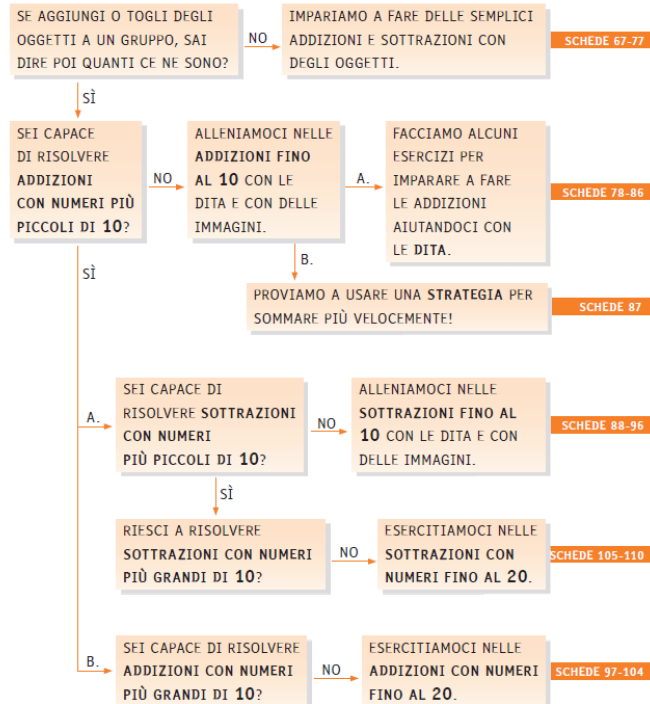 SE AGGIUNGI O TOGLI DEGLI
OGGETTI A UN GRUPPO, SAI
DIRE POI QUANTI CE NE SONO?
NO
IMPARIAMO A FARE DELLE SEMPLICI
ADDIZIONI E SOTTRAZIONI CON
DEGLI OGGETTI.
SCHEDE 67-77
SÌ
SEI CAPACE
DI RISOLVERE
ADDIZIONI
CON NUMERI PIÙ
PICCOLI DI 10?
NO
ALLENIAMOCI NELLE
ADDIZIONI FINO
AL 10 CON LE
DITA E CON DELLE
IMMAGINI.
A.
FACCIAMO ALCUNI
ESERCIZI PER
IMPARARE A FARE
LE ADDIZIONI
AIUTANDOCI CON
LE DITA.
SCHEDE 78-86
B.
PROVIAMO A USARE UNA STRATEGIA PER
SOMMARE PIÙ VELOCEMENTE!
SCHEDE 87
SÌ
A.
SEI CAPACE DI
RISOLVERE SOTTRAZIONI
CON NUMERI
PIÙ PICCOLI DI 10?
NO
ALLENIAMOCI NELLE
SOTTRAZIONI FINO AL
10 CON LE DITA E CON
DELLE IMMAGINI.
SCHEDE 88-96
SÌ
RIESCI A RISOLVERE
SOTTRAZIONI CON NUMERI
PIÙ GRANDI DI 10?
NO
ESERCITIAMOCI NELLE
SOTTRAZIONI CON
NUMERI FINO AL 20.
SCHEDE 105-110
B.
SEI CAPACE DI RISOLVERE
ADDIZIONI CON NUMERI
PIÙ GRANDI DI 10?
NO
ESERCITIAMOCI NELLE
ADDIZIONI CON NUMERI
FINO AL 20.
SCHEDE 97-104